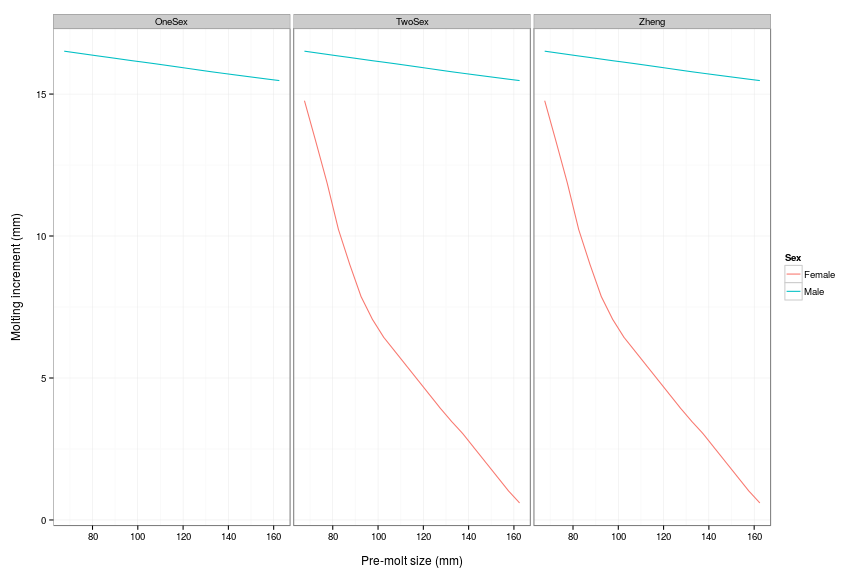 OneSex TwoSex Zheng
Molting increment (mm)
15
10
5
0
80 100 120 140 160 80 100 120 140 160 80 100 120 140 160
Pre-molt size (mm)
Sex
Female
Male